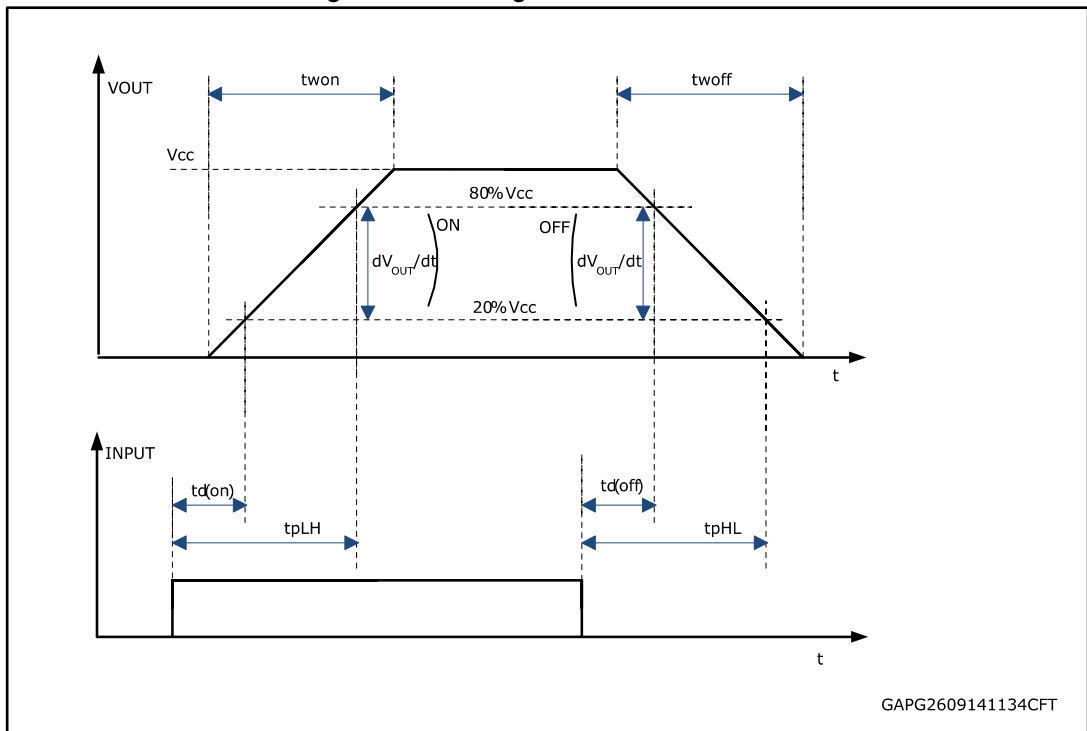 twon
twoff
VOUT
Vcc
80% Vcc
ON
OFF
dVOUT/dt
dVOUT/dt
20% Vcc
t
INPUT
td(on)
td(off)
tpLH
tpHL
t
GAPG2609141134CFT